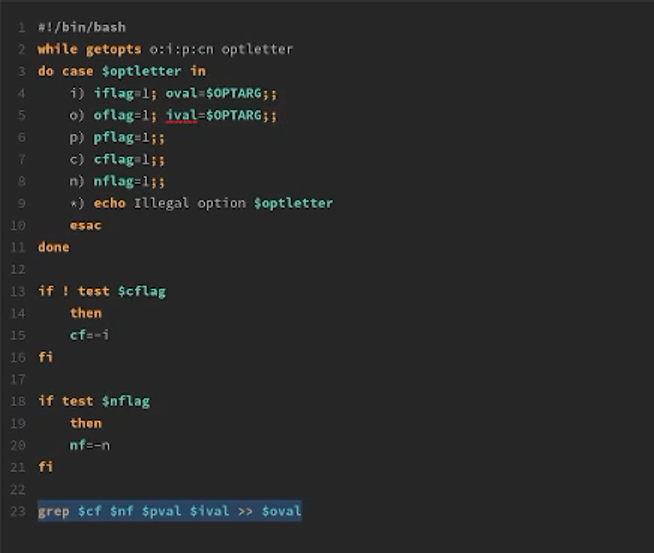 1 #!/bin/bash
2 while getopts o:i:p:cn optletter
3 do case $optletter in
4 i) iflag=1; oval=$OPTARG;;
5 o) oflag=1; ival=$OPTARG;;
6 p) pflag=1;;
7 c) cflag=1;;
8 n) nflag=1;;
9 *) echo Illegal option $optletter
10 esac
11 done
12
13 if ! test $cflag
14 then
15 cf=-i
16 fi
17
18 if test $nflag
19 then
20 nf=-n
21 fi
22
23 grep $cf $nf $pval $ival >> $oval